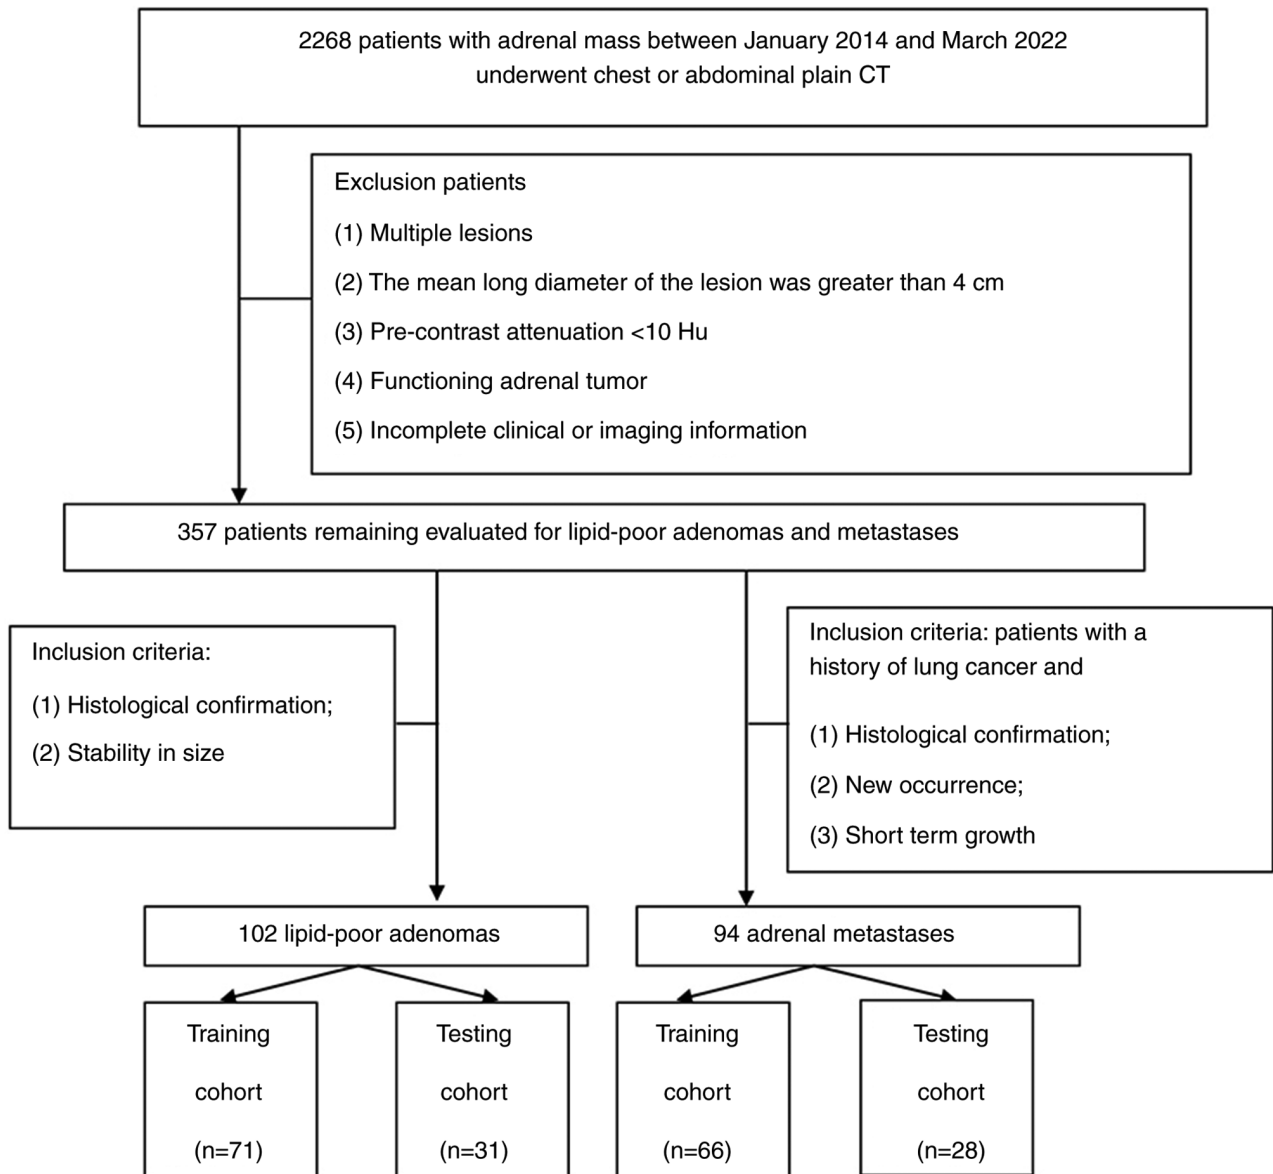 2268 patients with adrenal mass between January 2014 and March 2022
underwent chest or abdominal plain CT
Exclusion patients
(1) Multiple lesions
(2) The mean long diameter of the lesion was greater than 4 cm
(3) Pre-contrast attenuation <10 Hu
(4) Functioning adrenal tumor
(5) Incomplete clinical or imaging information
357 patients remaining evaluated for lipid-poor adenomas and metastases
Inclusion criteria:
(1) Histological confirmation;
(2) Stability in size
Inclusion criteria: patients with a
history of lung cancer and
(1) Histological confirmation;
(2) New occurrence;
(3) Short term growth
102 lipid-poor adenomas
94 adrenal metastases
Training
cohort
(n=71)
Testing
cohort
(n=31)
Training
cohort
(n=66)
Testing
cohort
(n=28)